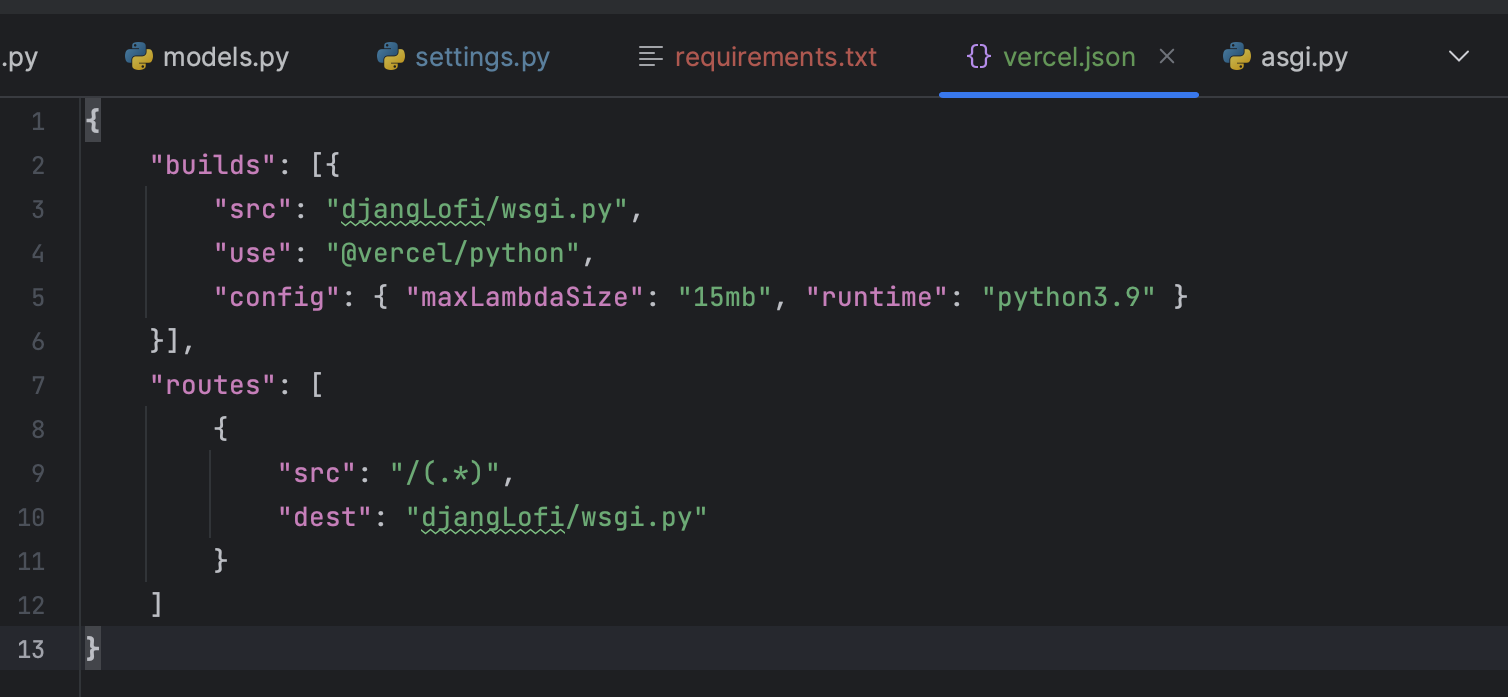 .py models.py settings.py requirements.txt vercel.json asgi.py
1 {
2     "builds": [{
3         "src": "djangLofi/wsgi.py",
4         "use": "@vercel/python",
5         "config": { "maxLambdaSize": "15mb", "runtime": "python3.9" }
6     }],
7     "routes": [
8         {
9             "src": "/(.*)",
10             "dest": "djangLofi/wsgi.py"
11         }
12     ]
13 }